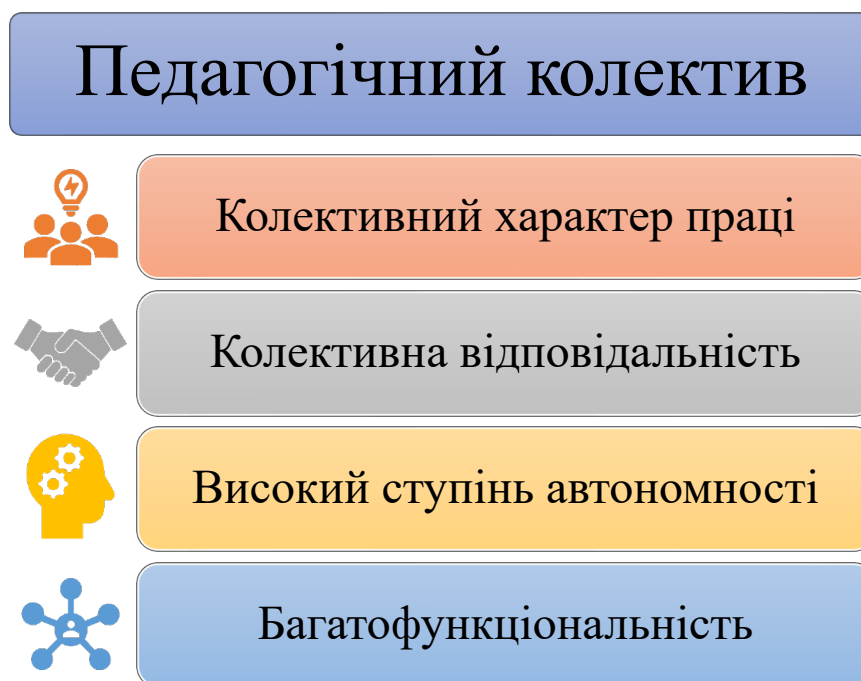 Педагогічний колектив
Колективний характер праці
Колективна відповідальність
Високий ступінь автономності
Багатофункціональність